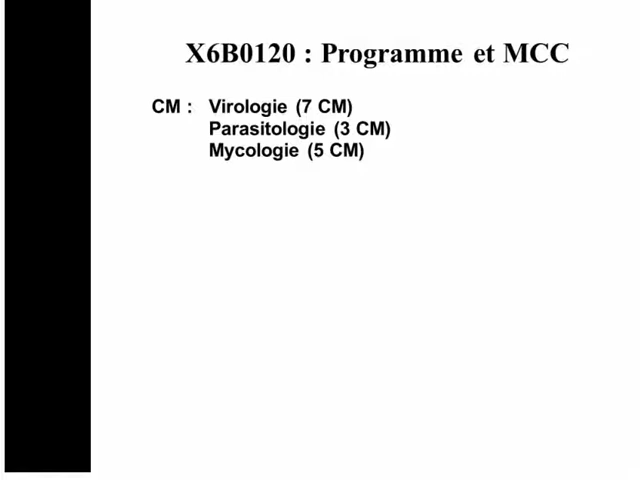 X6B0120 : Programme et MCC
CM : Virologie (7 CM)
Parasitologie (3 CM)
Mycologie (5 CM)